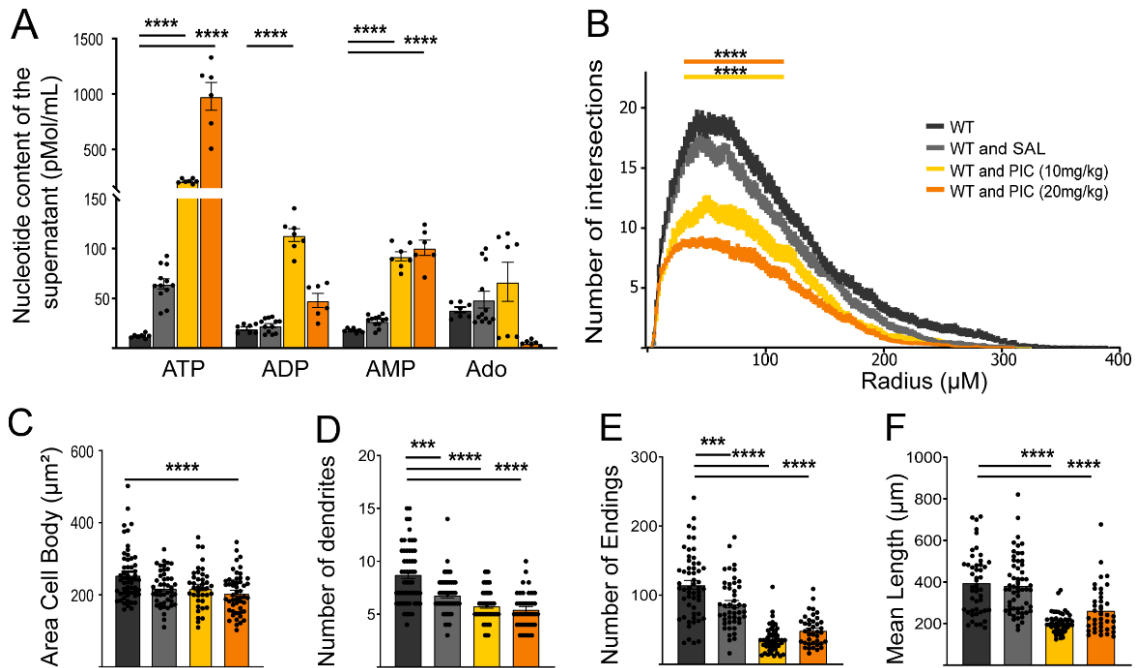 A
Nucleotide content of the
supernatant (pMol/mL)
1500
1000
500
150
100
50
****
****
****
****
****
ATP
ADP
AMP
Ado
B
Number of intersections
20
15
10
5
****
****
WT
WT and SAL
WT and PIC (10mg/kg)
WT and PIC (20mg/kg)
0
100
200
300
400
Radius (µM)
C
Area Cell Body (µm²)
600
400
200
****
D
Number of dendrites
20
15
10
5
***
****
****
E
Number of Endings
300
200
100
***
****
****
F
Mean Length (µm)
1000
800
600
400
200
****
****